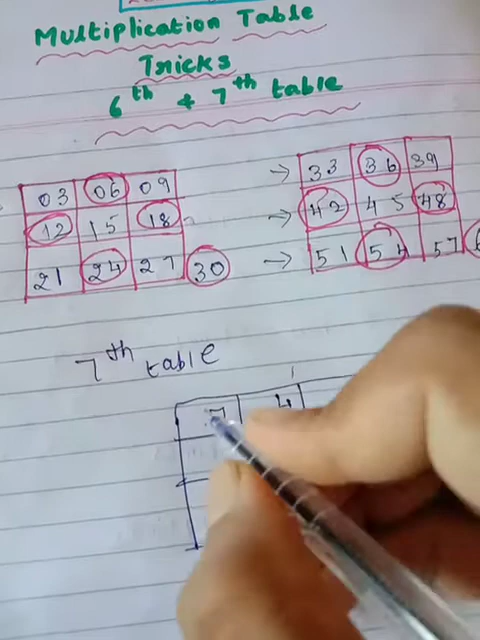 Multiplication Table
Tricks
6th & 7th table
03 06 09 → 33 36 39
12 15 18 → 42 45 48
21 24 27 30 → 51 54 57
7th table
7 4